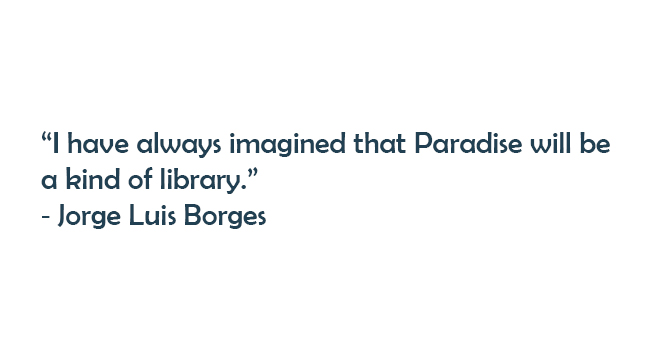 “I have always imagined that Paradise will be
a kind of library.”
- Jorge Luis Borges